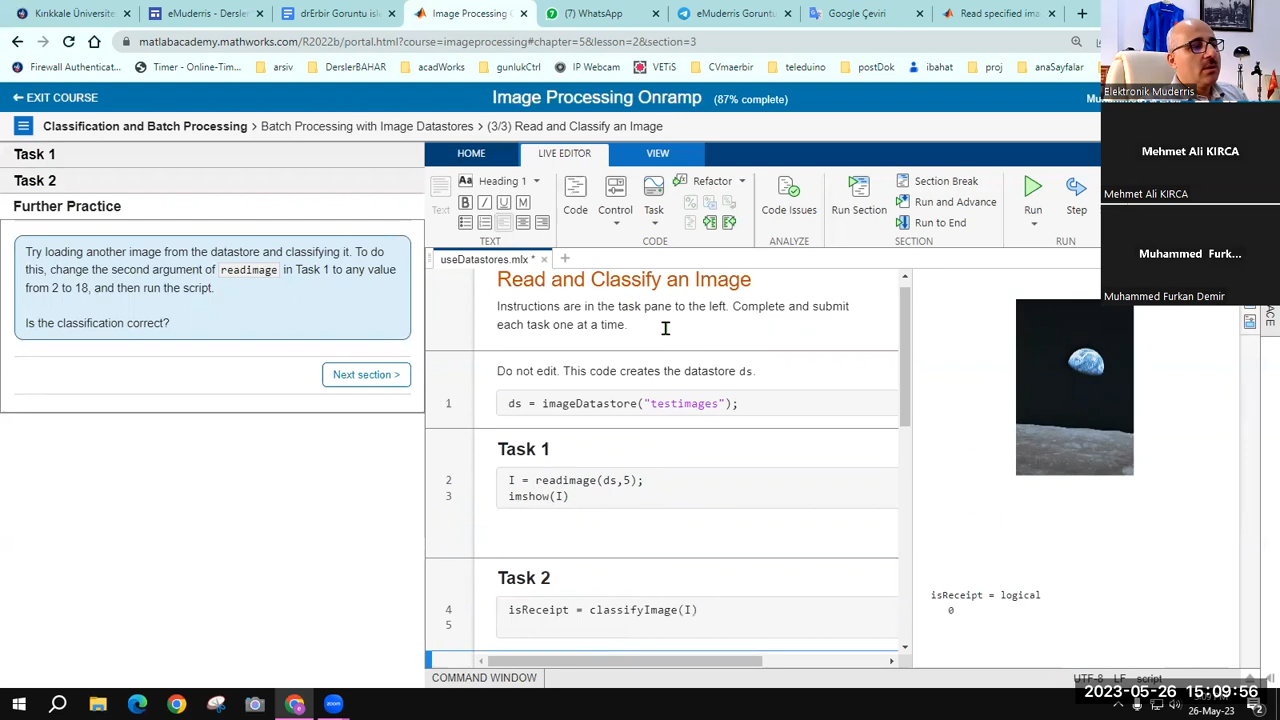 Kırıkkale Üniversite
eMuderris - Dersler
drErbir Goruntu isl
Image Processing O
(7) WhatsApp
eMuderris Goruntu
Google Çeviri
Read specified ima
matlabacademy.mathworks.com/R2022b/portal.html?course=imageprocessing#chapter=5&lesson=2&section=3
Firewall Authenticat...
Timer - Online-Tim...
arsiv
DerslerBAHAR
acadWorks
gunlukCtrl
IP Webcam
VETiS
CVmaerbir
teleduino
postDok
ibahat
proj
anaSayfalar
Elektronik Müderris
← EXIT COURSE
Image Processing Onramp (87% complete)
Classification and Batch Processing > Batch Processing with Image Datastores > (3/3) Read and Classify an Image
Task 1
Task 2
Further Practice
Try loading another image from the datastore and classifying it. To do
this, change the second argument of readimage in Task 1 to any value
from 2 to 18, and then run the script.
Is the classification correct?
Next section >
HOME
LIVE EDITOR
VIEW
Text
Aa Heading 1
B I U M
TEXT
Code
Control
Task
Refactor
CODE
Code Issues
ANALYZE
Run Section
Section Break
Run and Advance
Run to End
SECTION
Run
Step
RUN
useDatastores.mlx *
Read and Classify an Image
Instructions are in the task pane to the left. Complete and submit
each task one at a time.
Do not edit. This code creates the datastore ds.
1 ds = imageDatastore("testimages");
Task 1
2 I = readimage(ds,5);
3 imshow(I)
Task 2
4 isReceipt = classifyImage(I)
5
isReceipt = logical
0
COMMAND WINDOW
UTF-8 LF script
Mehmet Ali KIRCA
Mehmet Ali KIRCA
Muhammed Furk...
Muhammed Furkan Demir
2023-05-26 15:09:56
26-May-23
zoom
2